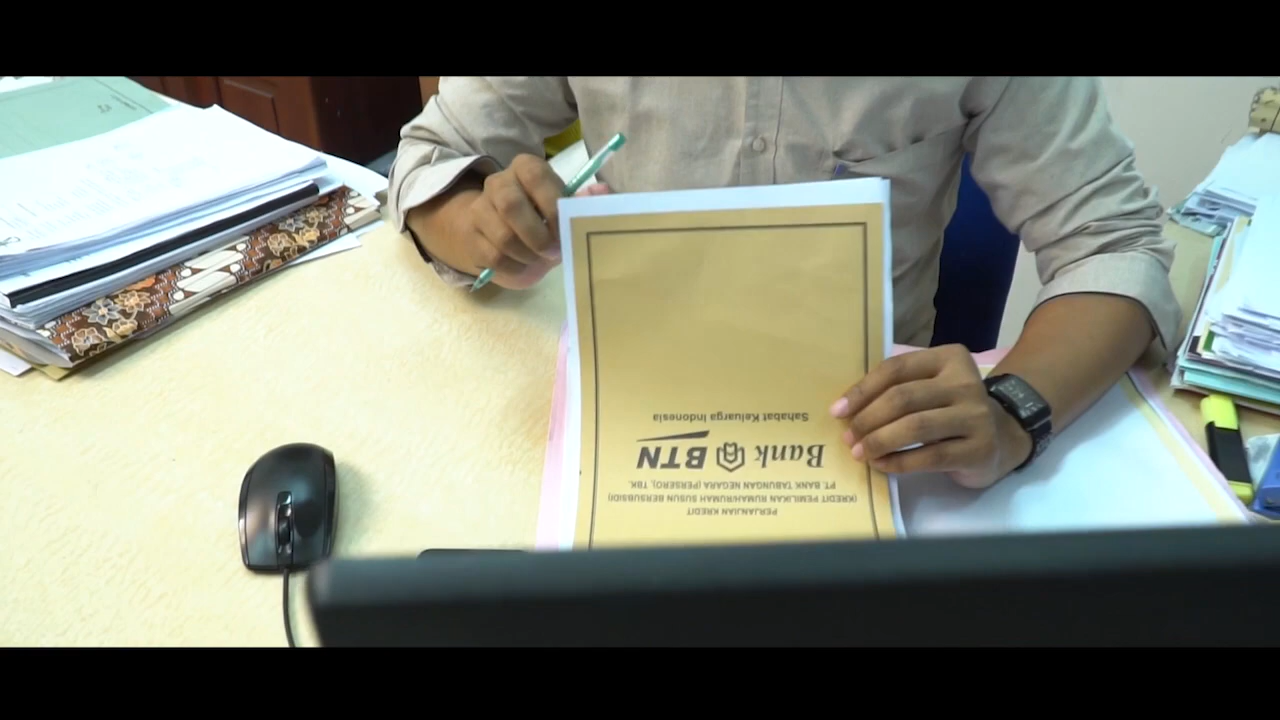 PERJANJIAN KREDIT
(KREDIT PEMILIKAN RUMAH/RUMAH SUSUN BERSUBSIDI)
PT. BANK TABUNGAN NEGARA (PERSERO), TBK.
Bank BTN
Sahabat Keluarga Indonesia